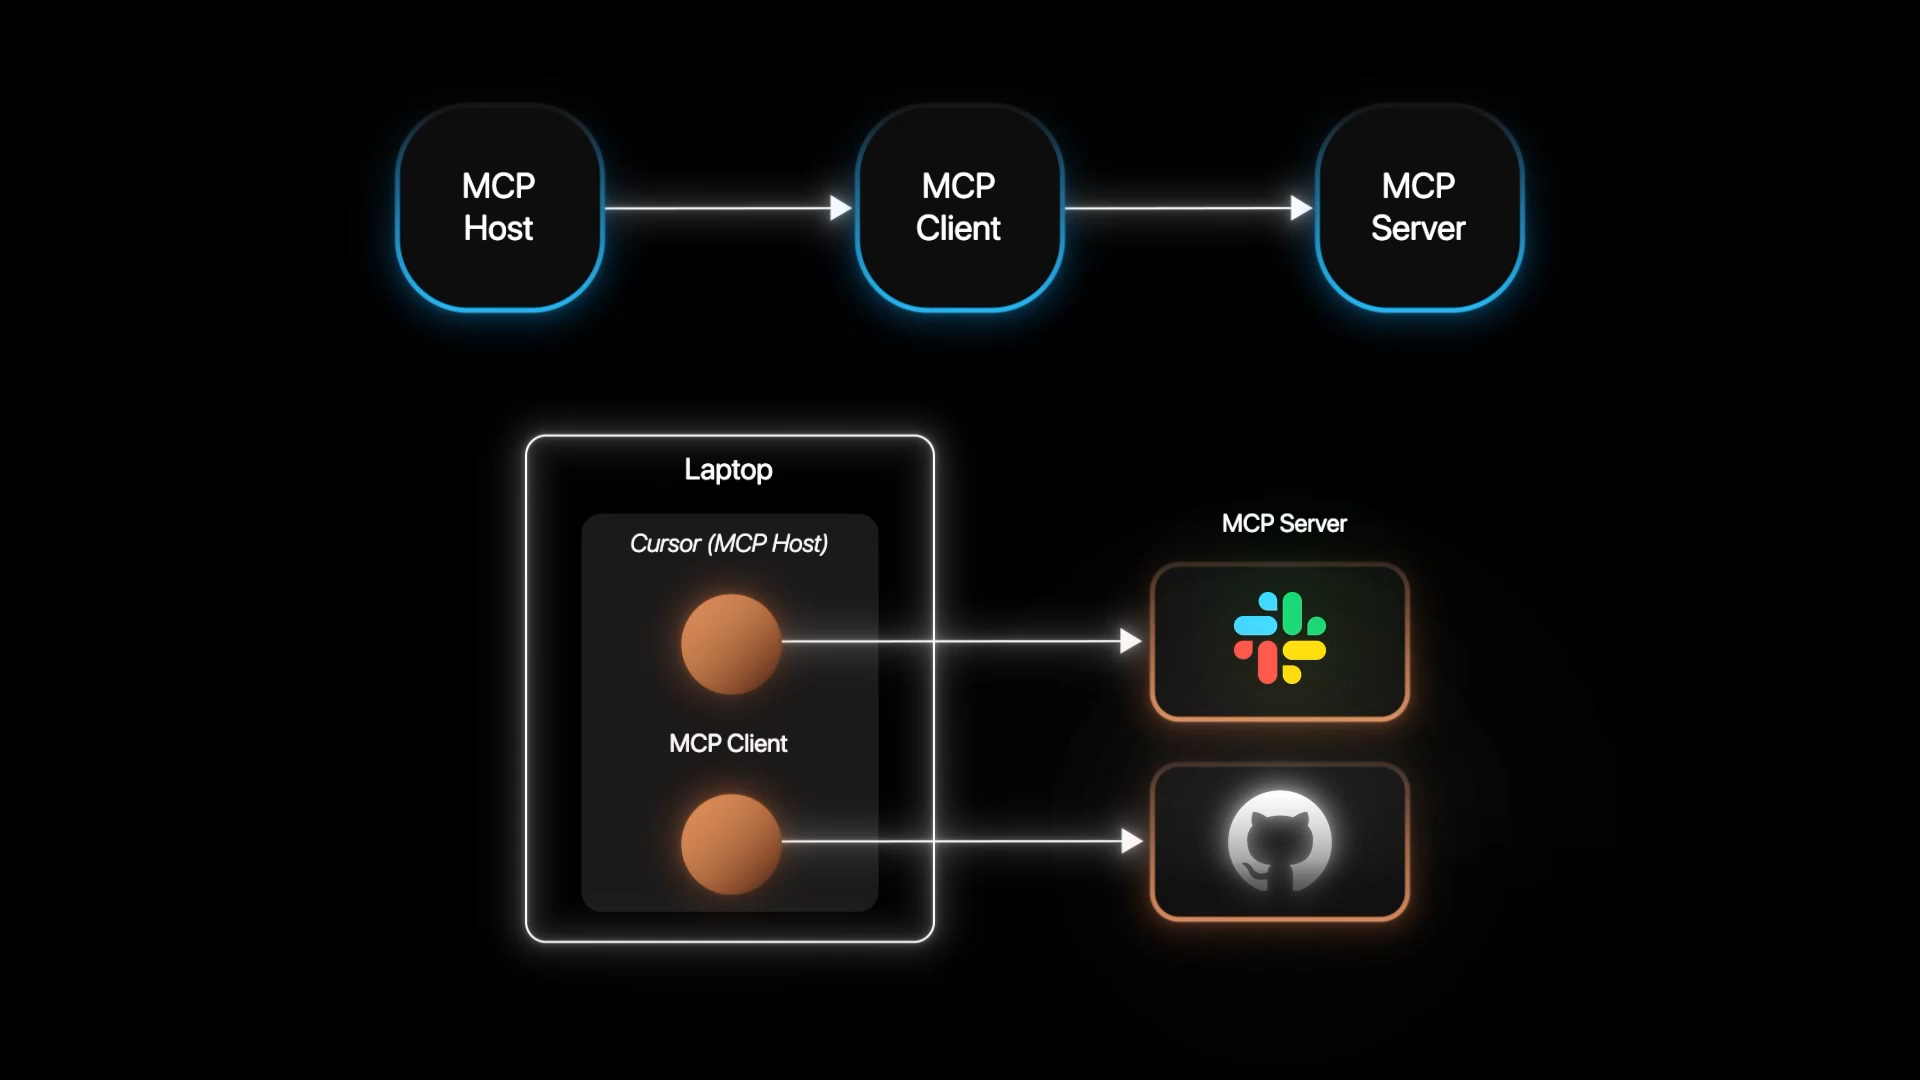 MCP
Host
MCP
Client
MCP
Server
Laptop
Cursor (MCP Host)
MCP Client
MCP Server